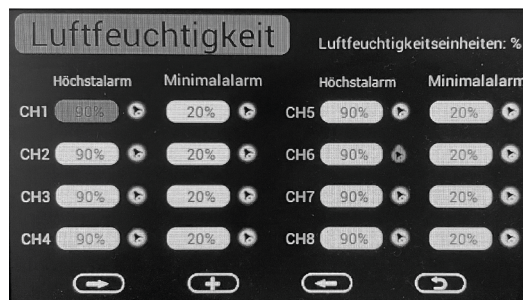 Luftfeuchtigkeit Luftfeuchtigkeitseinheiten: %
Höchstalarm Minimalalarm Höchstalarm Minimalalarm
CH1 90% 20% CH5 90% 20%
CH2 90% 20% CH6 90% 20%
CH3 90% 20% CH7 90% 20%
CH4 90% 20% CH8 90% 20%